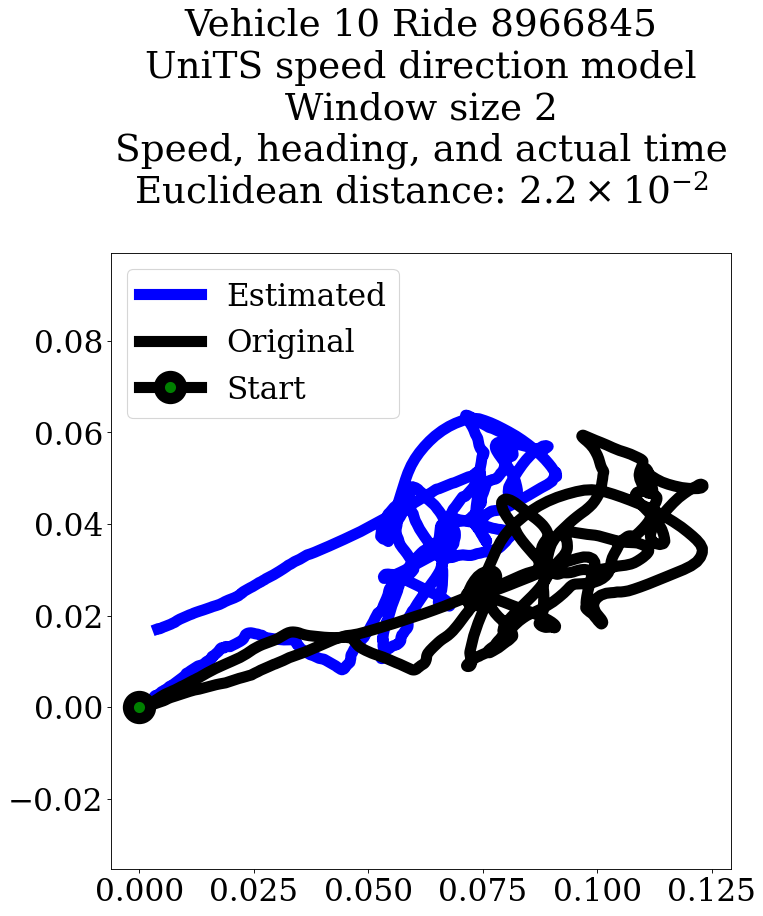 Vehicle 10 Ride 8966845
UniTS speed direction model
Window size 2
Speed, heading, and actual time
Euclidean distance: 2.2 × 10⁻²
Estimated
Original
Start
0.08
0.06
0.04
0.02
0.00
−0.02
0.000 0.025 0.050 0.075 0.100 0.125